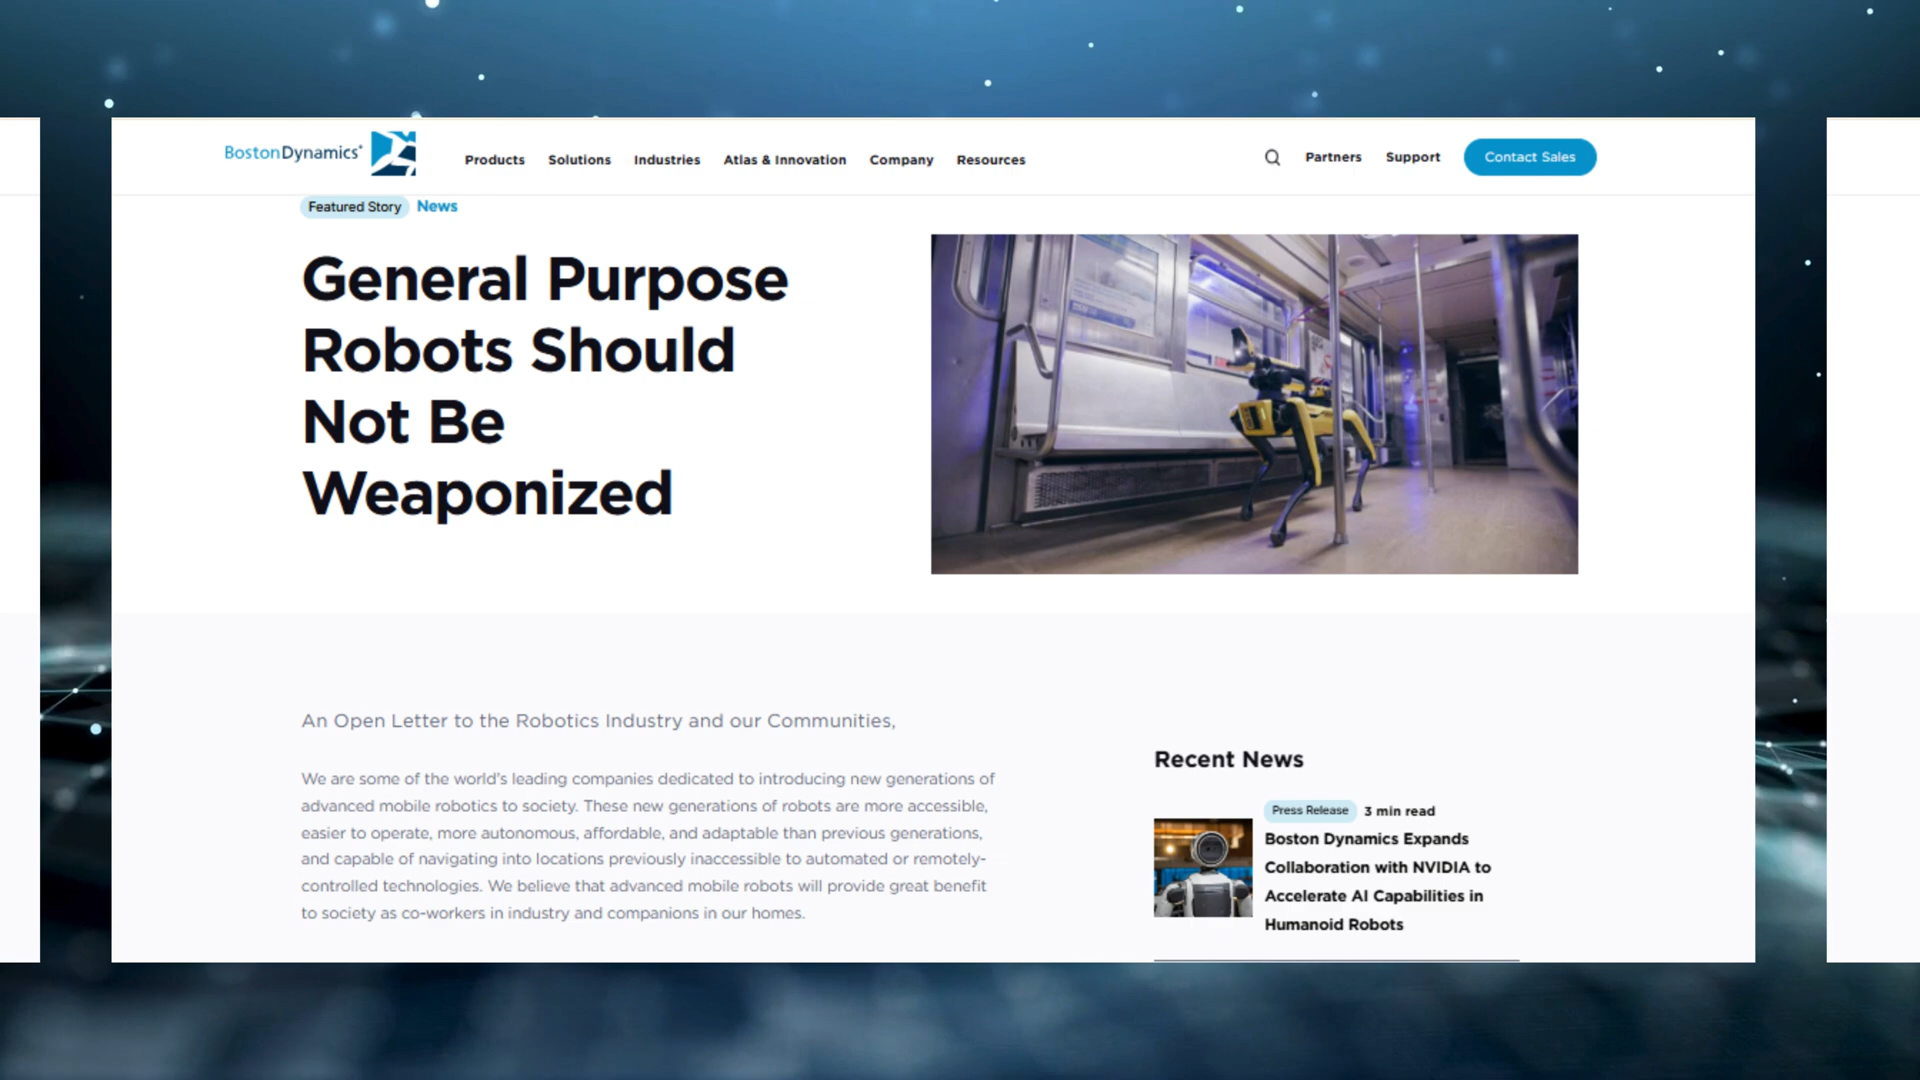 BostonDynamics
Products Solutions Industries Atlas & Innovation Company Resources
Partners Support Contact Sales
Featured Story News
General Purpose
Robots Should
Not Be
Weaponized
An Open Letter to the Robotics Industry and our Communities,
We are some of the world's leading companies dedicated to introducing new generations of
advanced mobile robotics to society. These new generations of robots are more accessible,
easier to operate, more autonomous, affordable, and adaptable than previous generations,
and capable of navigating into locations previously inaccessible to automated or remotely-
controlled technologies. We believe that advanced mobile robots will provide great benefit
to society as co-workers in industry and companions in our homes.
Recent News
Press Release 3 min read
Boston Dynamics Expands
Collaboration with NVIDIA to
Accelerate AI Capabilities in
Humanoid Robots